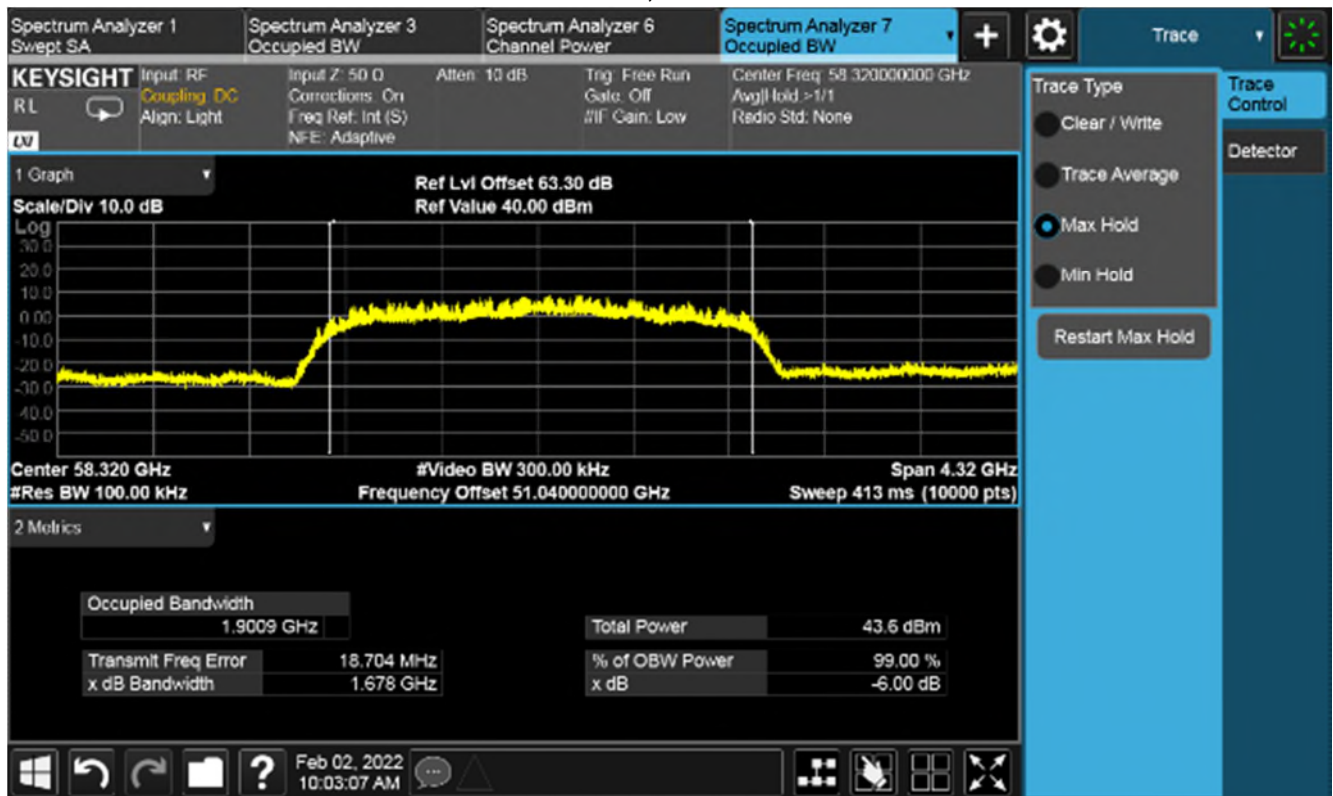 Spectrum Analyzer 1
Swept SA
Spectrum Analyzer 3
Occupied BW
Spectrum Analyzer 6
Channel Power
Spectrum Analyzer 7
Occupied BW
+
Trace
KEYSIGHT
RL
LXI
Input: RF
Coupling: DC
Align: Light
Input Z: 50 Ω
Corrections: On
Freq Ref: Int (S)
NFE: Adaptive
Atten: 10 dB
Trig: Free Run
Gate: Off
#IF Gain: Low
Center Freq: 58.320000000 GHz
Avg|Hold:>1/1
Radio Std: None
Trace Type
Clear / Write
Trace Average
Max Hold
Min Hold
Restart Max Hold
Trace
Control
Detector
1 Graph
Scale/Div 10.0 dB
Ref Lvl Offset 63.30 dB
Ref Value 40.00 dBm
Log
30.0
20.0
10.0
0.00
-10.0
-20.0
-30.0
-40.0
-50.0
Center 58.320 GHz
#Res BW 100.00 kHz
#Video BW 300.00 kHz
Frequency Offset 51.040000000 GHz
Span 4.32 GHz
Sweep 413 ms (10000 pts)
2 Metrics
Occupied Bandwidth
1.9009 GHz
Total Power 43.6 dBm
Transmit Freq Error 18.704 MHz
% of OBW Power 99.00 %
x dB Bandwidth 1.678 GHz
x dB -6.00 dB
?
Feb 02, 2022
10:03:07 AM